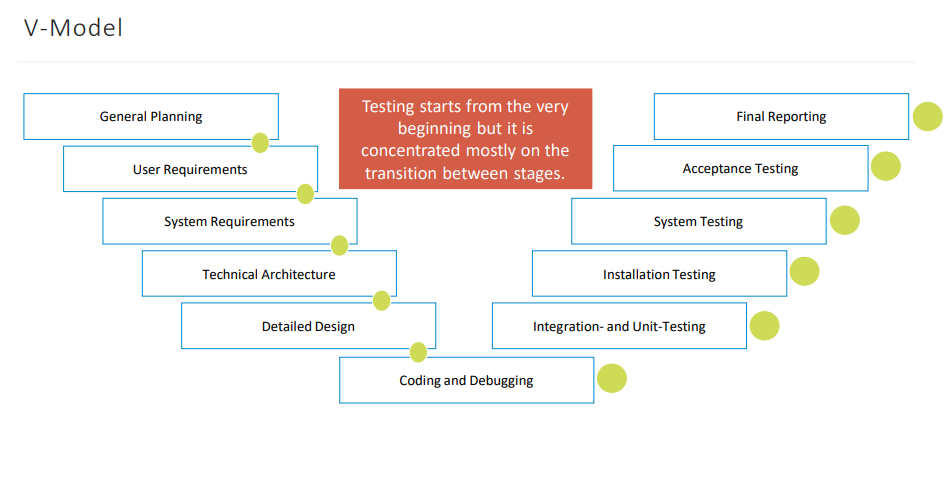 V-Model
General Planning
User Requirements
System Requirements
Technical Architecture
Detailed Design
Coding and Debugging
Testing starts from the very
beginning but it is
concentrated mostly on the
transition between stages.
Final Reporting
Acceptance Testing
System Testing
Installation Testing
Integration- and Unit-Testing